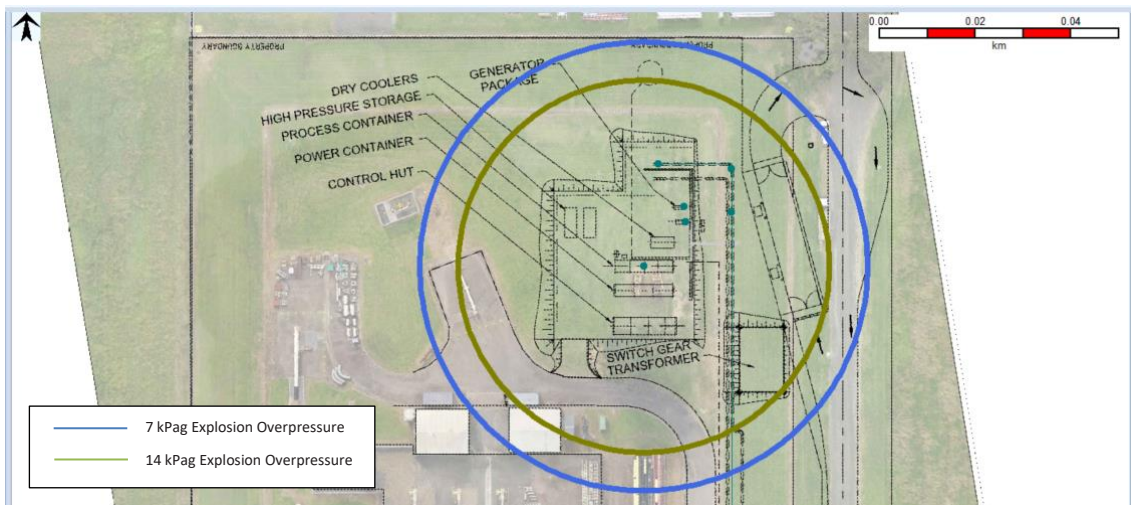 0.00 0.02 0.04
km
PROPERTY BOUNDARY
GENERATOR
PACKAGE
DRY COOLERS
HIGH PRESSURE STORAGE
PROCESS CONTAINER
POWER CONTAINER
CONTROL HUT
SWITCH GEAR
TRANSFORMER
7 kPag Explosion Overpressure
14 kPag Explosion Overpressure